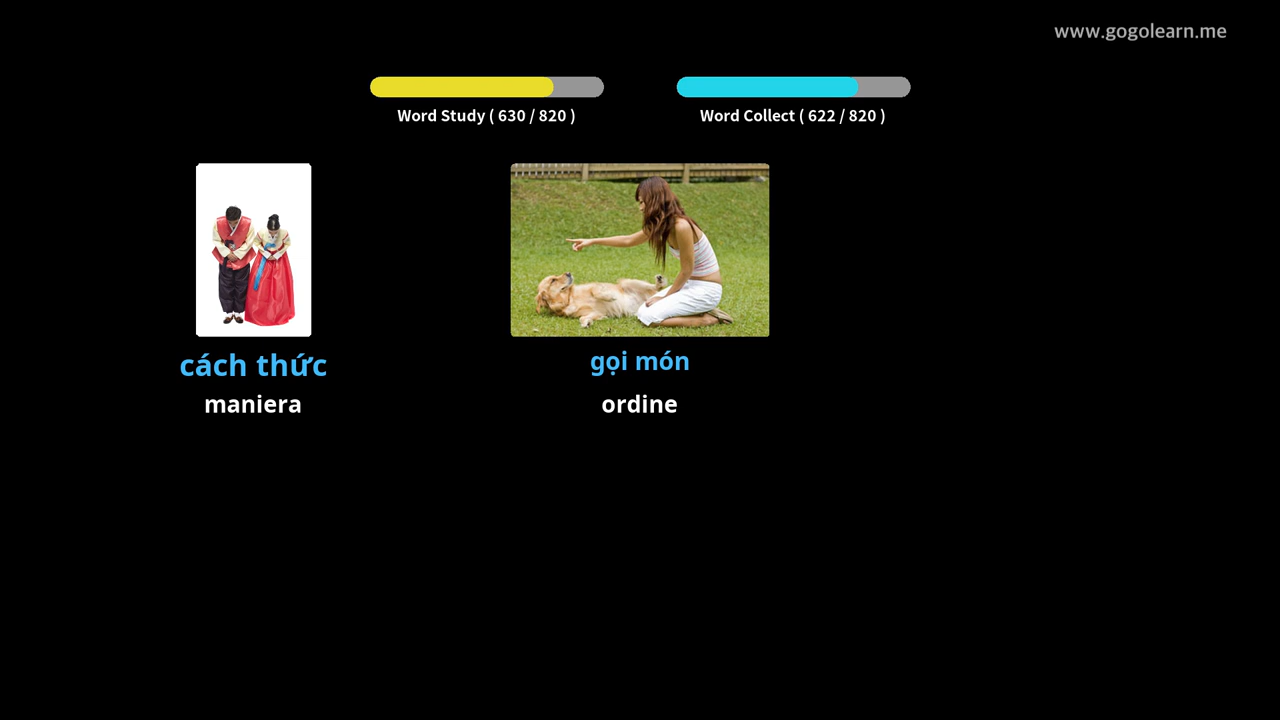 www.gogolearn.me
Word Study ( 630 / 820 )
Word Collect ( 622 / 820 )
cách thức
maniera
gọi món
ordine